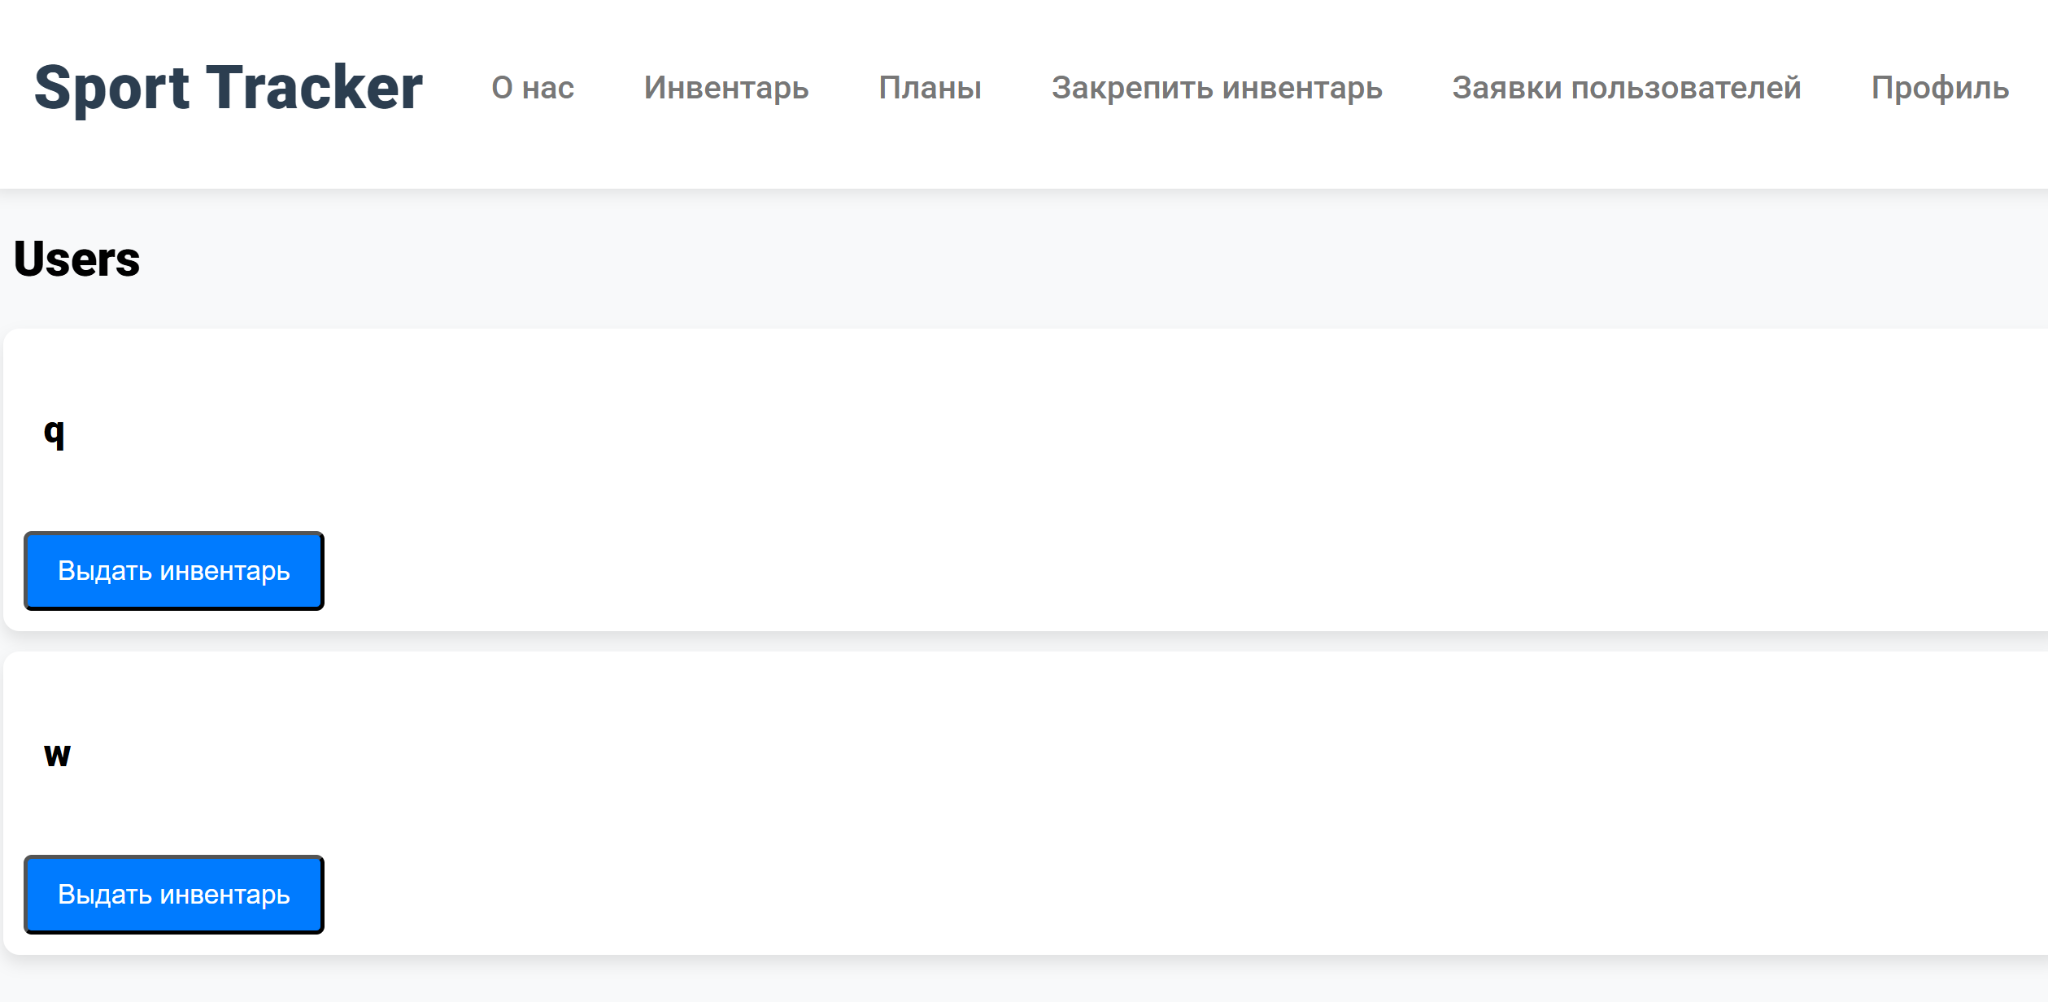 Sport Tracker О нас Инвентарь Планы Закрепить инвентарь Заявки пользователей Профиль
Users
q
Выдать инвентарь
w
Выдать инвентарь